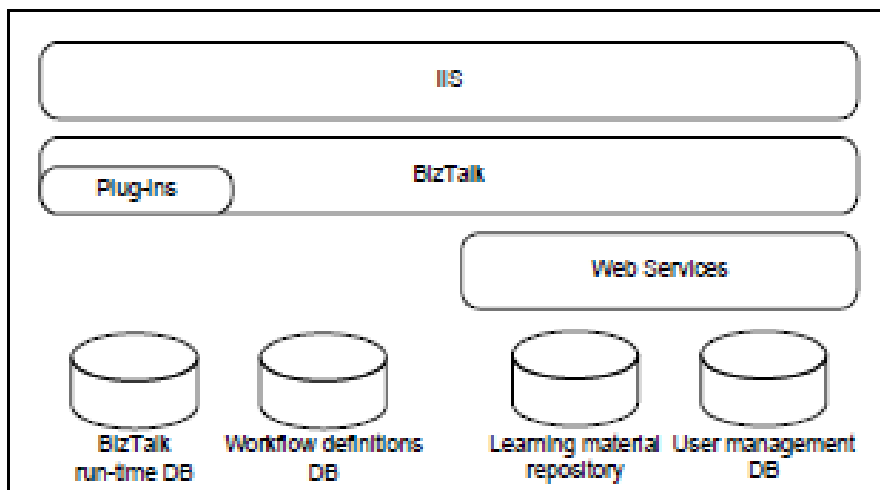 IIS
BizTalk
Plug-Ins
Web Services
BizTalk
run-time DB
Workflow definitions
DB
Learning material
repository
User management
DB